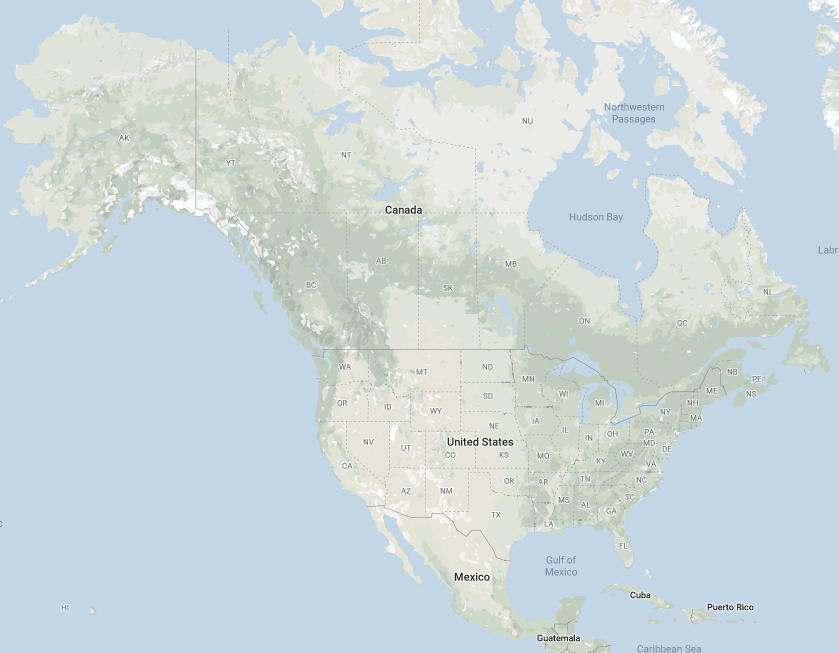 Northwestern
Passages
NU
AK
NT
YT
Canada
Hudson Bay
Labr
AB
MB
BC
SK
NL
ON
QC
WA
MT
ND
NB
MN
PE
ME
ID
WY
SD
WI
MI
NS
OR
NH
NY
MA
IA
NE
IL
IN
OH
PA
NV
United States
MD
UT
CO
KS
MO
KY
WV
DE
CA
VA
TN
NC
OK
AR
AZ
NM
SC
MS
AL
GA
TX
LA
FL
Gulf of
Mexico
Mexico
Cuba
HI
Puerto Rico
Guatemala
Caribbean Sea